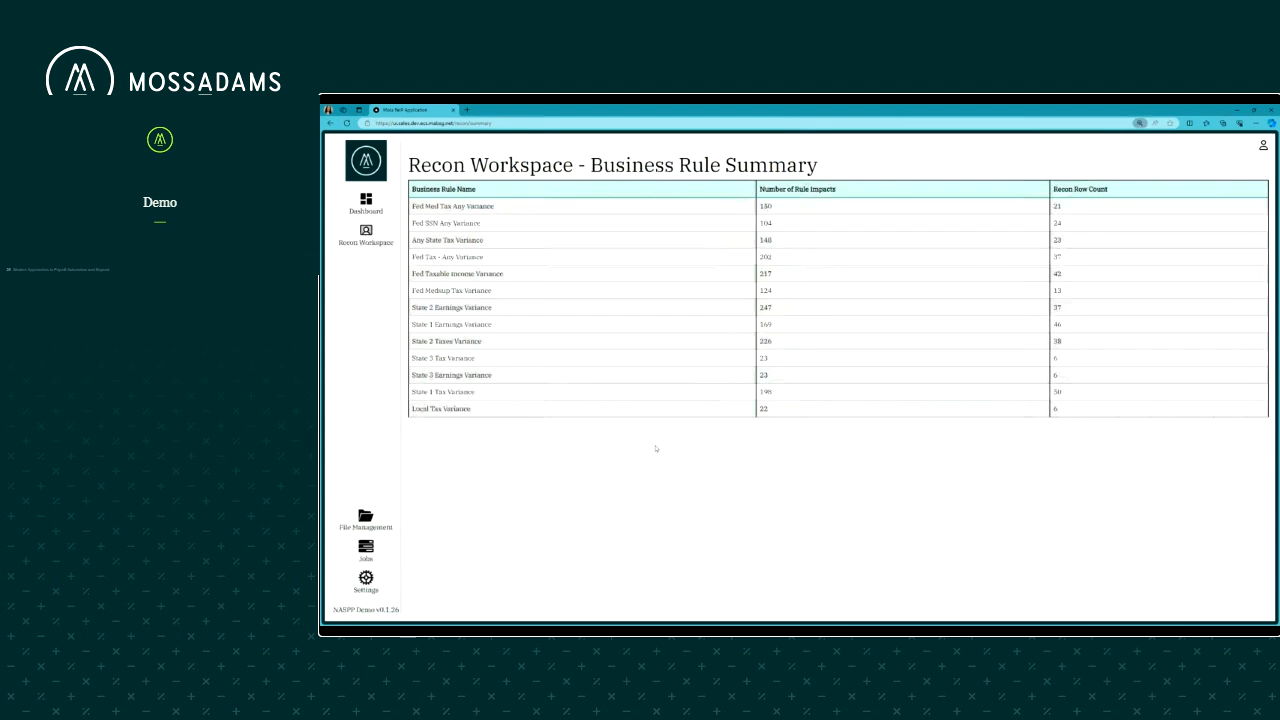 MOSSADAMS
Demo
Moss NextApplication
Recon Workspace - Business Rule Summary
Business Rule Name Number of Rule Impacts Recon Row Count
Fed Med Tax Any Variance 130 21
Fed SSN Any Variance 104 24
Any State Tax Variance 148 23
Fed Tax - Any Variance 202 37
Fed Taxable Income Variance 217 42
Fed Medsup Tax Variance 124 13
State 2 Earnings Variance 247 37
State 1 Earnings Variance 169 46
State 2 Taxes Variance 226 38
State 3 Tax Variance 23 6
State 3 Earnings Variance 23 6
State 1 Tax Variance 198 50
Local Tax Variance 22 6
Dashboard
Recon Workspace
File Management
Jobs
Settings
NASPP Demo v0.1.26